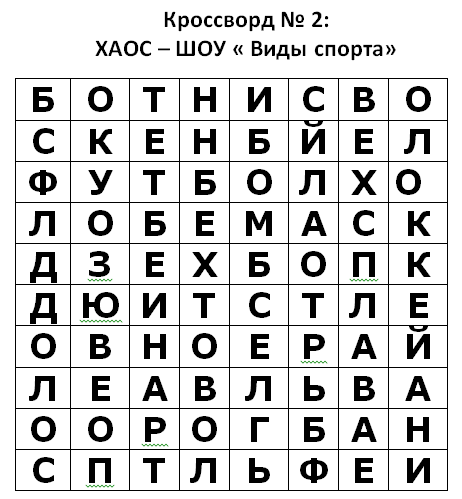 Кроссворд № 2:
ХАОС – ШОУ « Виды спорта»
Б О Т Н И С В О
С К Е Н Б Й Е Л
Ф У Т Б О Л Х О
Л О Б Е М А С К
Д З Е Х Б О П К
Д Ю И Т С Т Л Е
О В Н О Е Р А Й
Л Е А В Л Ь В А
О О Р О Г Б А Н
С П Т Л Ь Ф Е И